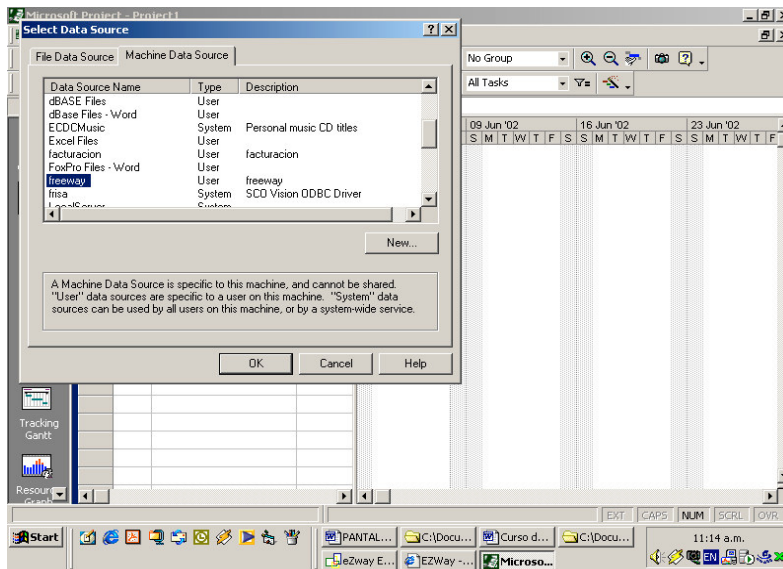 Microsoft Project - Project1
Select Data Source
File Data Source Machine Data Source
Data Source Name Type Description
dBASE Files User
dBase Files - Word User
ECDCMusic System Personal music CD titles
Excel Files User
facturacion User facturacion
FoxPro Files - Word User
freeway User freeway
frisa System SCO Vision ODBC Driver
LocalServer System
New...
A Machine Data Source is specific to this machine, and cannot be shared.
"User" data sources are specific to a user on this machine. "System" data
sources can be used by all users on this machine, or by a system-wide service.
OK Cancel Help
No Group
All Tasks
09 Jun '02 16 Jun '02 23 Jun '02
S M T W T F S S M T W T F S S M T W T F
Tracking
Gantt
Resource
Graph
EXT CAPS NUM SCRL OVR
Start
PANTAL... C:\Docu... Curso d... C:\Docu...
eZway E... EZWay -... Microso...
EN
11:14 a.m.